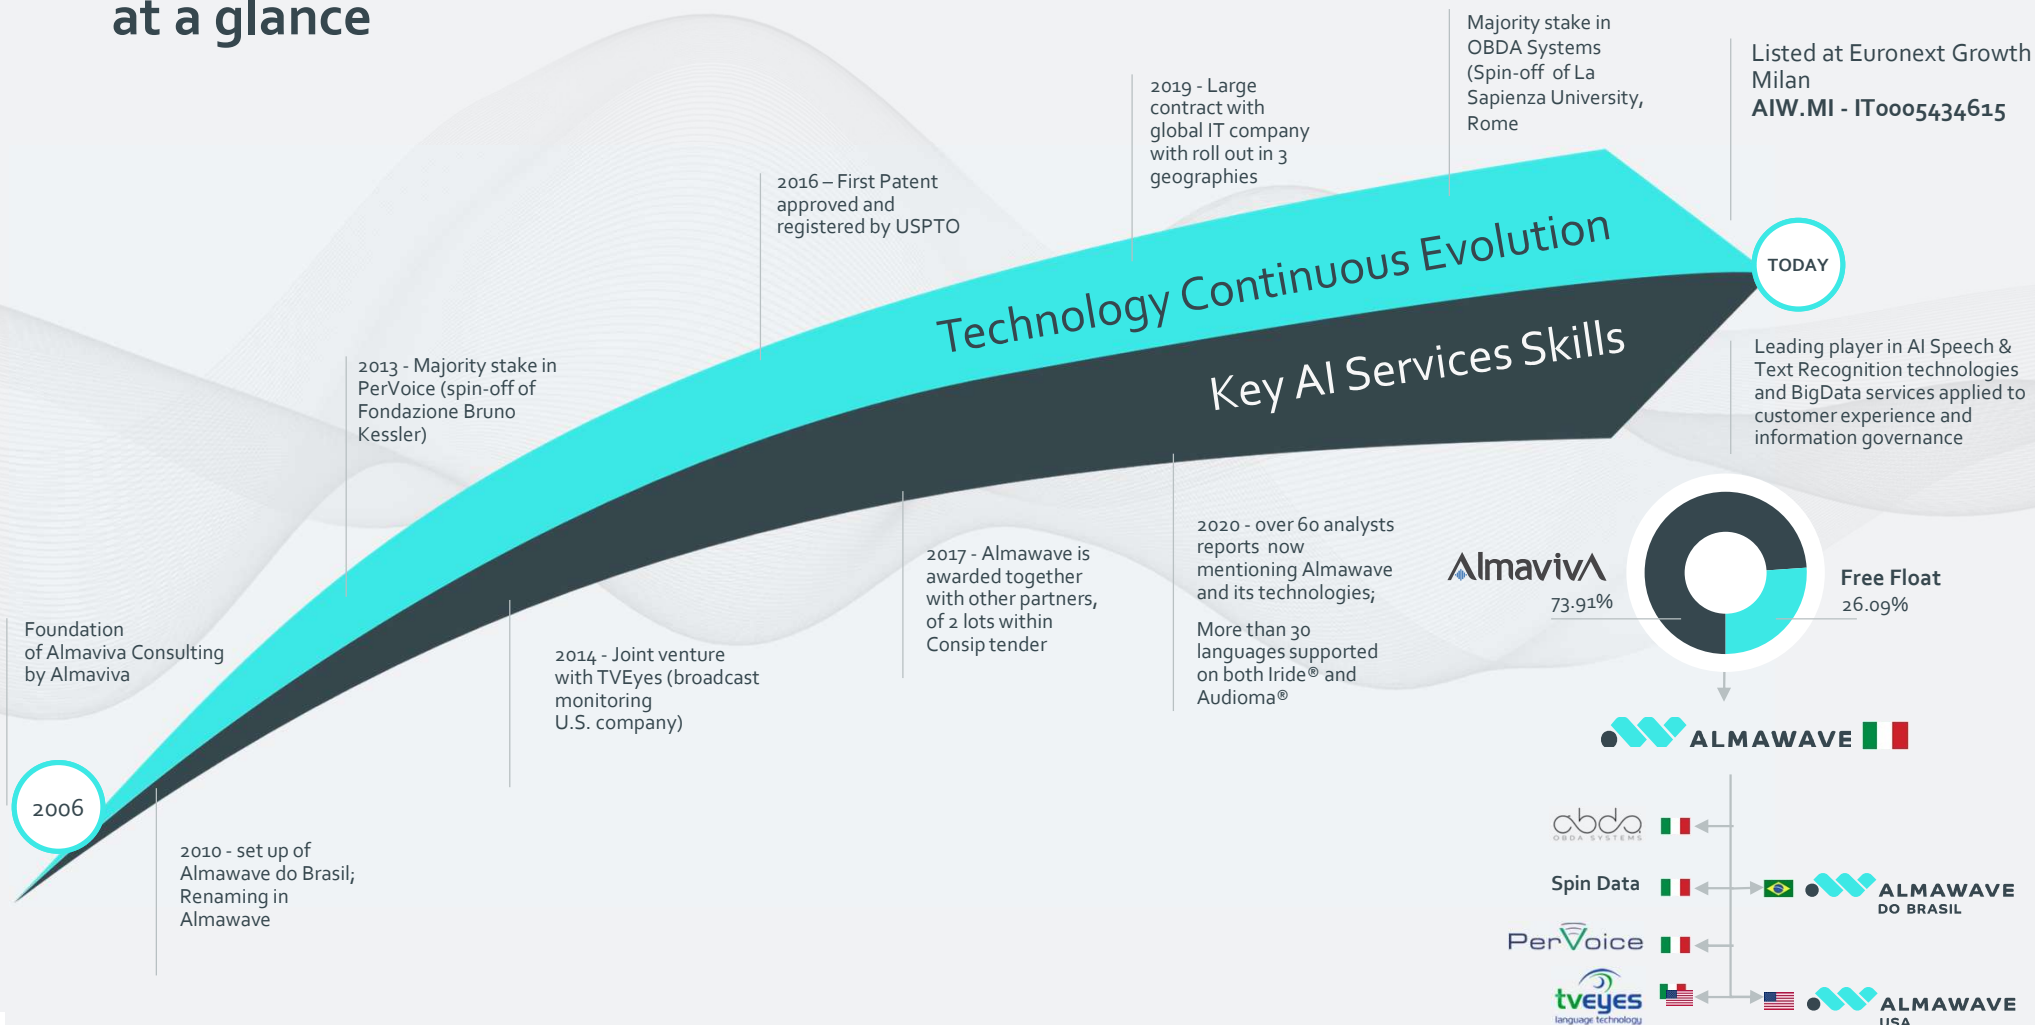 at a glance
Majority stake in
OBDA Systems
(Spin-off of La
Sapienza University,
Rome
Listed at Euronext Growth
Milan
AIW.MI - IT0005434615
2019 - Large
contract with
global IT company
with roll out in 3
geographies
2016 – First Patent
approved and
registered by USPTO
Technology Continuous Evolution
TODAY
Key AI Services Skills
2013 - Majority stake in
PerVoice (spin-off of
Fondazione Bruno
Kessler)
Leading player in AI Speech &
Text Recognition technologies
and BigData services applied to
customer experience and
information governance
2020 - over 60 analysts
reports now
mentioning Almawave
and its technologies;
More than 30
languages supported
on both Iride® and
Audioma®
2017 - Almawave is
awarded together
with other partners,
of 2 lots within
Consip tender
Almaviva
73.91%
Free Float
26.09%
Foundation
of Almaviva Consulting
by Almaviva
2014 - Joint venture
with TVEyes (broadcast
monitoring
U.S. company)
ALMAWAVE
2006
2010 - set up of
Almawave do Brasil;
Renaming in
Almawave
obda
OBDA SYSTEMS
Spin Data
ALMAWAVE
DO BRASIL
PerVoice
tveyes
language technology
ALMAWAVE
USA